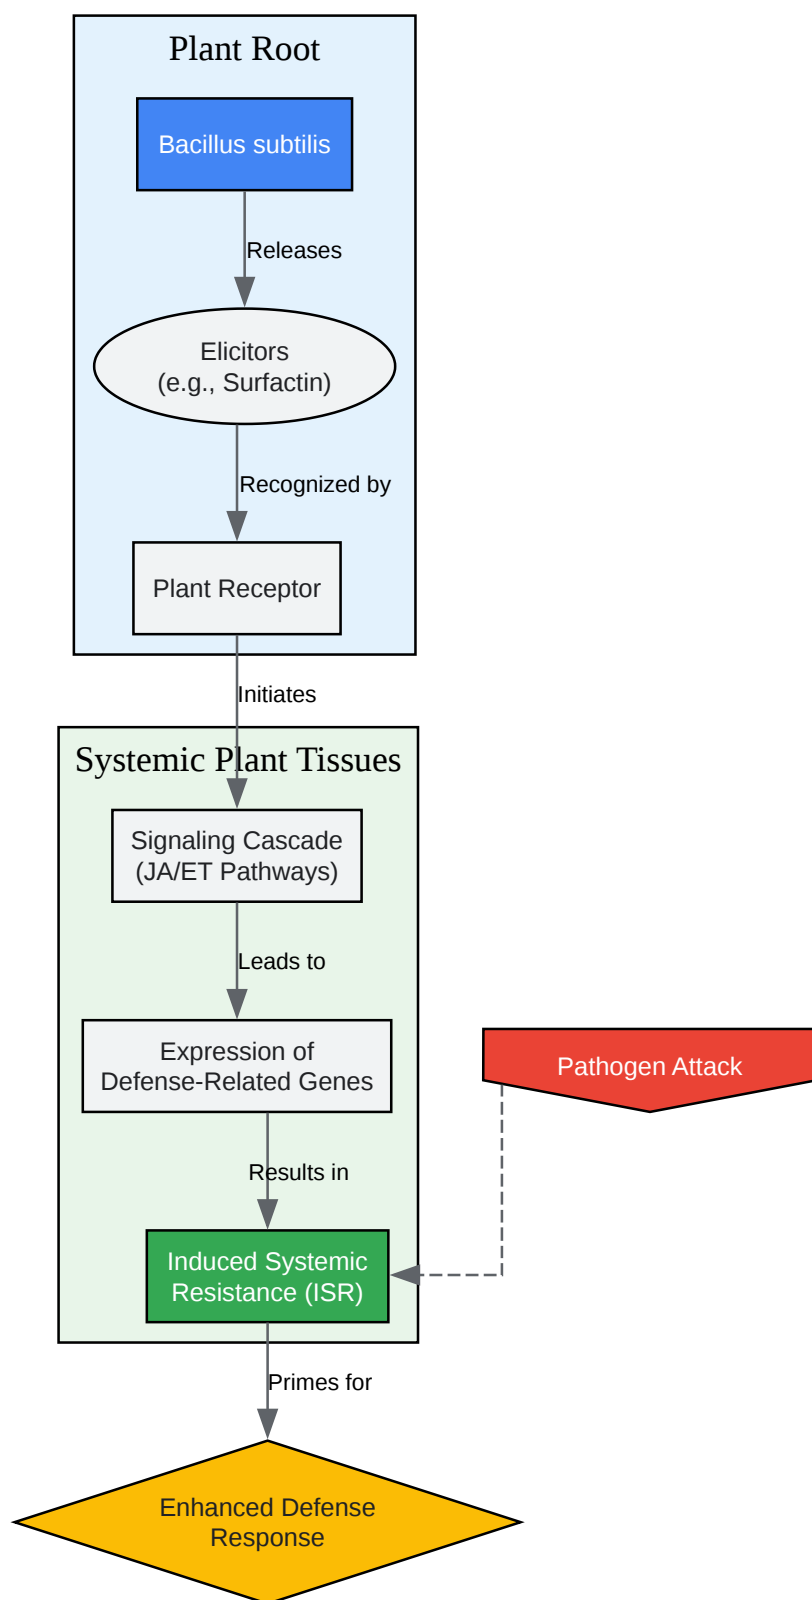 Plant Root
Bacillus subtilis
Releases
Elicitors
(e.g., Surfactin)
Recognized by
Plant Receptor
Initiates
Systemic Plant Tissues
Signaling Cascade
(JA/ET Pathways)
Leads to
Expression of
Defense-Related Genes
Pathogen Attack
Results in
Induced Systemic
Resistance (ISR)
Primes for
Enhanced Defense
Response